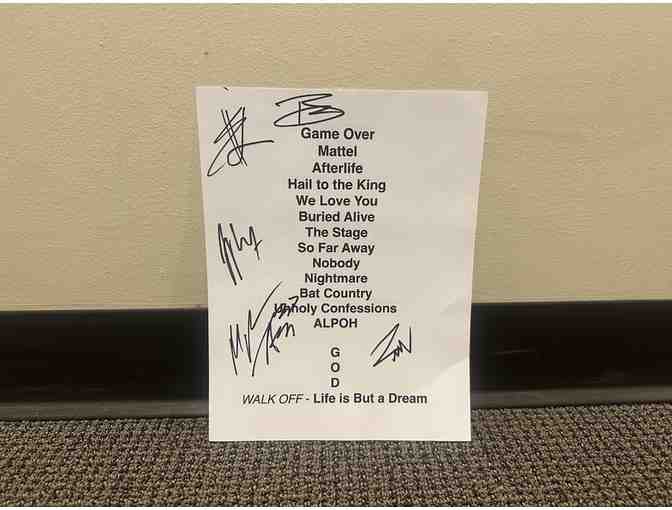 Game Over
Mattel
Afterlife
Hail to the King
We Love You
Buried Alive
The Stage
So Far Away
Nobody
Nightmare
Bat Country
Unholy Confessions
ALPOH
G
O
D
WALK OFF - Life is But a Dream